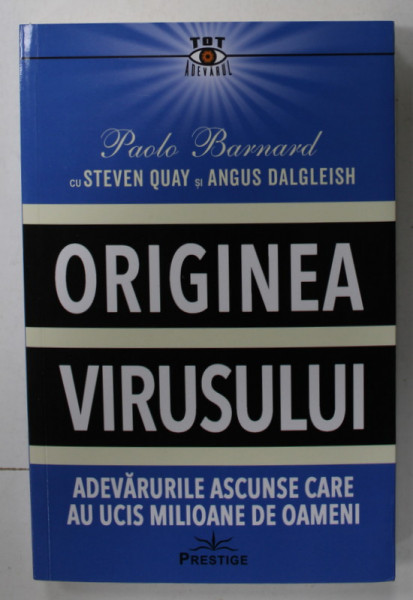 TOT
ADEVĂRUL
Paolo Barnard
CU STEVEN QUAY ȘI ANGUS DALGLEISH
ORIGINEA
VIRUSULUI
ADEVĂRURILE ASCUNSE CARE
AU UCIS MILIOANE DE OAMENI
PRESTIGE